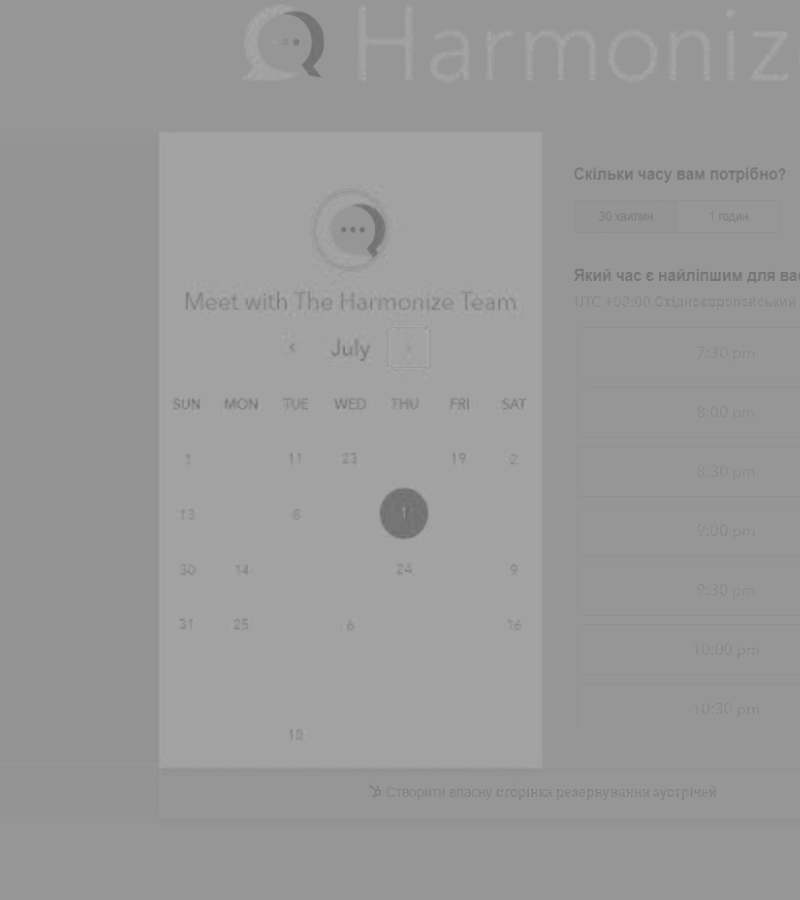 Harmoniz
Meet with The Harmonize Team
July
SUN MON TUE WED THU FRI SAT
1 11 23 19 2
13 6 1
30 14 24 9
31 25 6 16
10
Скільки часу вам потрібно?
30 хвилин 1 годин
Який час є найліпшим для вас
UTC +03:00 Східноєвропейський
7:30 pm
8:00 pm
8:30 pm
9:00 pm
9:30 pm
10:00 pm
10:30 pm
Створити власну сторінка резервування зустрічей